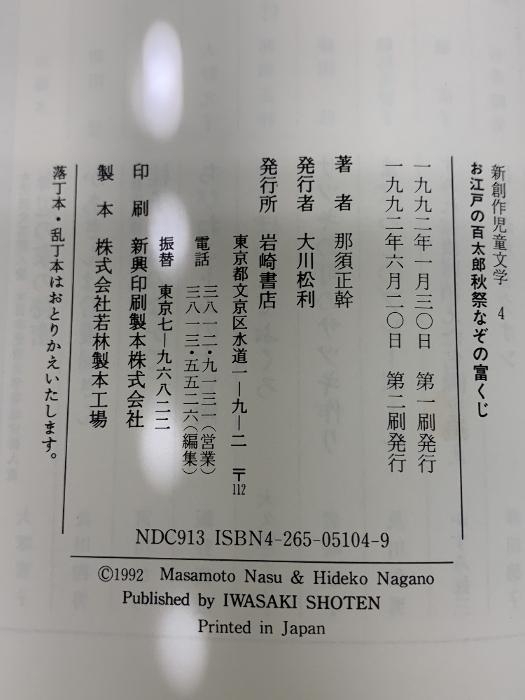 新創作児童文学 4
お江戸の百太郎秋祭なぞの富くじ
一九九二年一月三〇日 第一刷発行
一九九二年六月二〇日 第二刷発行
著者 那須正幹
発行者 大川松利
発行所 岩崎書店
東京都文京区水道一―九―二 〒112
電話 三八一二・九一三一(営業)
三八一三・五五二六(編集)
振替 東京七―九六八二二
印刷 新興印刷製本株式会社
製本 株式会社若林製本工場
落丁本・乱丁本はおとりかえいたします。
NDC913 ISBN4-265-05104-9
©1992 Masamoto Nasu & Hideko Nagano
Published by IWASAKI SHOTEN
Printed in Japan